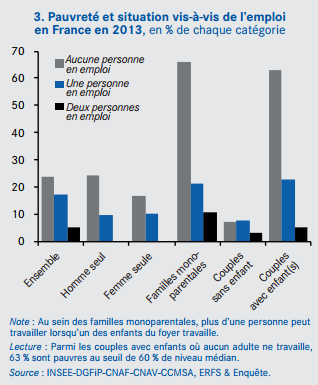 3. Pauvreté et situation vis-à-vis de l'emploi
en France en 2013, en % de chaque catégorie
70
60
50
40
30
20
10
0
Aucune personne
en emploi
Une personne
en emploi
Deux personnes
en emploi
Ensemble
Homme seul
Femme seule
Familles mono-
parentales
Couples
sans enfant
Couples
avec enfant(s)
Note : Au sein des familles monoparentales, plus d'une personne peut
travailler lorsqu'un des enfants du foyer travaille.
Lecture : Parmi les couples avec enfants où aucun adulte ne travaille,
63 % sont pauvres au seuil de 60 % de niveau médian.
Source : INSEE-DGFiP-CNAF-CNAV-CCMSA, ERFS & Enquête.